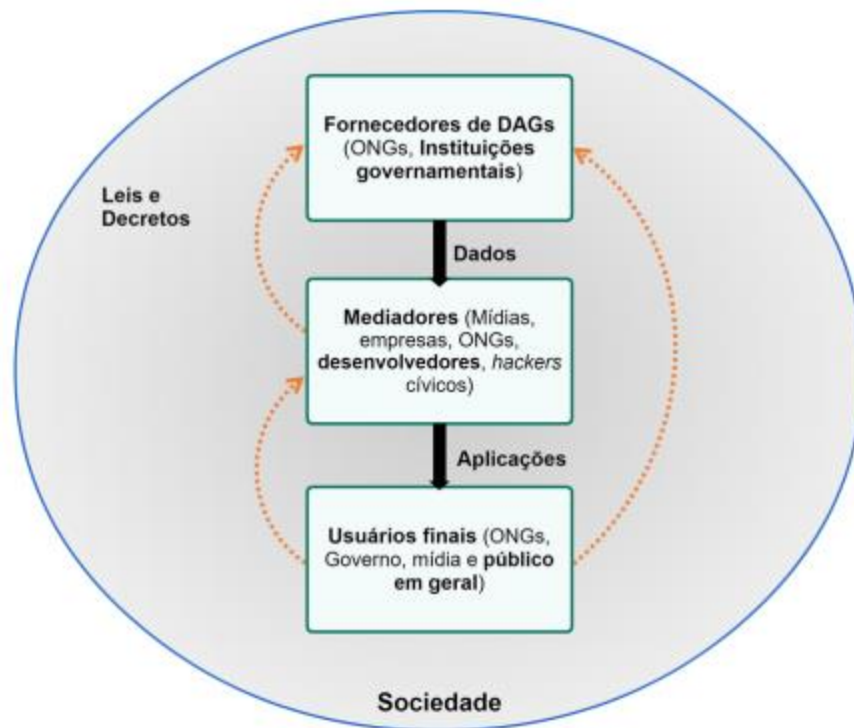 Fornecedores de DAGs
(ONGs, Instituições
governamentais)
Leis e
Decretos
Dados
Mediadores (Mídias,
empresas, ONGs,
desenvolvedores, hackers
cívicos)
Aplicações
Usuários finais (ONGs,
Governo, mídia e público
em geral)
Sociedade